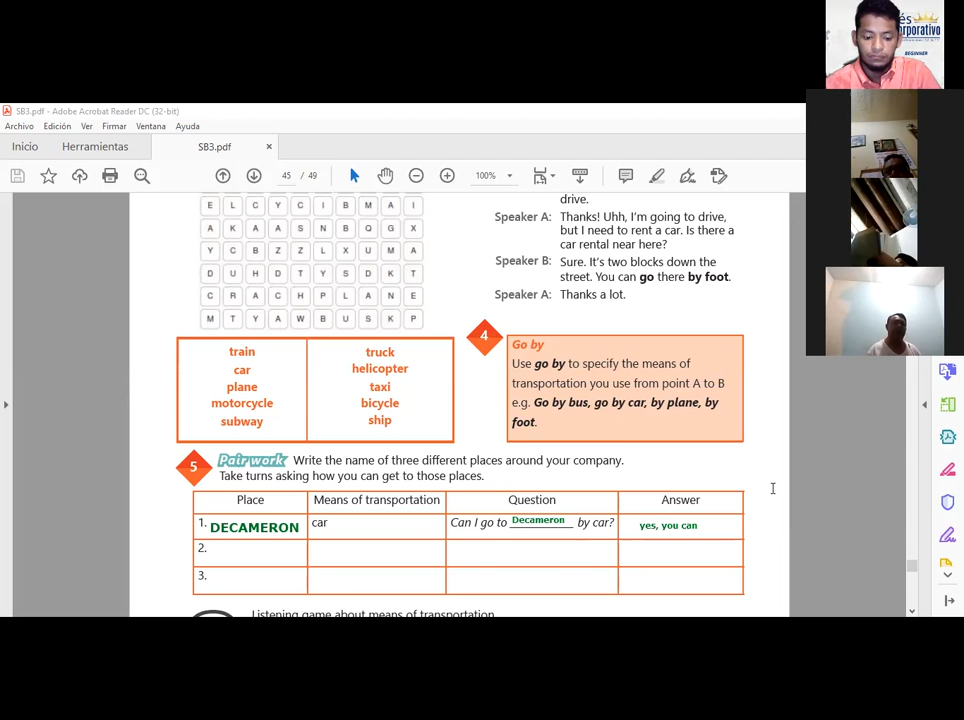 és
corporativo
BEGINNER
SB3.pdf - Adobe Acrobat Reader DC (32-bit)
Archivo Edición Ver Firmar Ventana Ayuda
Inicio Herramientas SB3.pdf ×
45 / 49 100%
E L C Y C I B M A I
A K A A S N B Q G X
Y C B Z Z L X U M A
D U H D T Y S D K T
C R A C H P L A N E
M T Y A W B U S K P
drive.
Speaker A: Thanks! Uhh, I'm going to drive,
but I need to rent a car. Is there a
car rental near here?
Speaker B: Sure. It's two blocks down the
street. You can go there by foot.
Speaker A: Thanks a lot.
train truck
car helicopter
plane taxi
motorcycle bicycle
subway ship
4
Go by
Use go by to specify the means of
transportation you use from point A to B
e.g. Go by bus, go by car, by plane, by
foot.
5 Pair work Write the name of three different places around your company.
Take turns asking how you can get to those places.
Place Means of transportation Question Answer
1. DECAMERON car Can I go to Decameron by car? yes, you can
2.
3.
Listening game about means of transportation